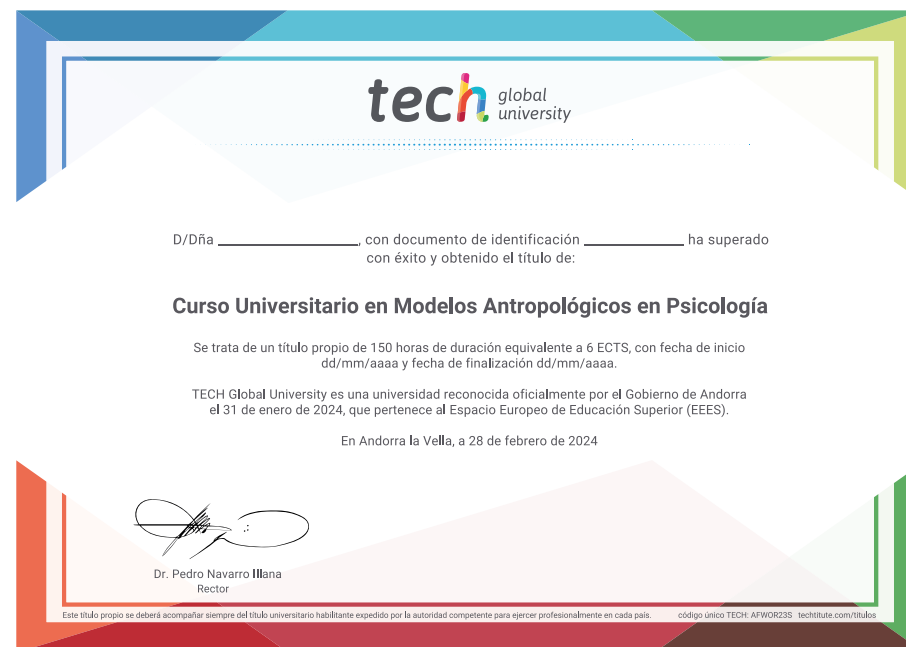 tech global university
D/Dña ____________________, con documento de identificación ______________ ha superado
con éxito y obtenido el título de:
Curso Universitario en Modelos Antropológicos en Psicología
Se trata de un título propio de 150 horas de duración equivalente a 6 ECTS, con fecha de inicio
dd/mm/aaaa y fecha de finalización dd/mm/aaaa.
TECH Global University es una universidad reconocida oficialmente por el Gobierno de Andorra
el 31 de enero de 2024, que pertenece al Espacio Europeo de Educación Superior (EEES).
En Andorra la Vella, a 28 de febrero de 2024
Dr. Pedro Navarro Illana
Rector
Este título propio se deberá acompañar siempre del título universitario habilitante expedido por la autoridad competente para ejercer profesionalmente en cada país. código único TECH: AFWOR23S techtitute.com/titulos